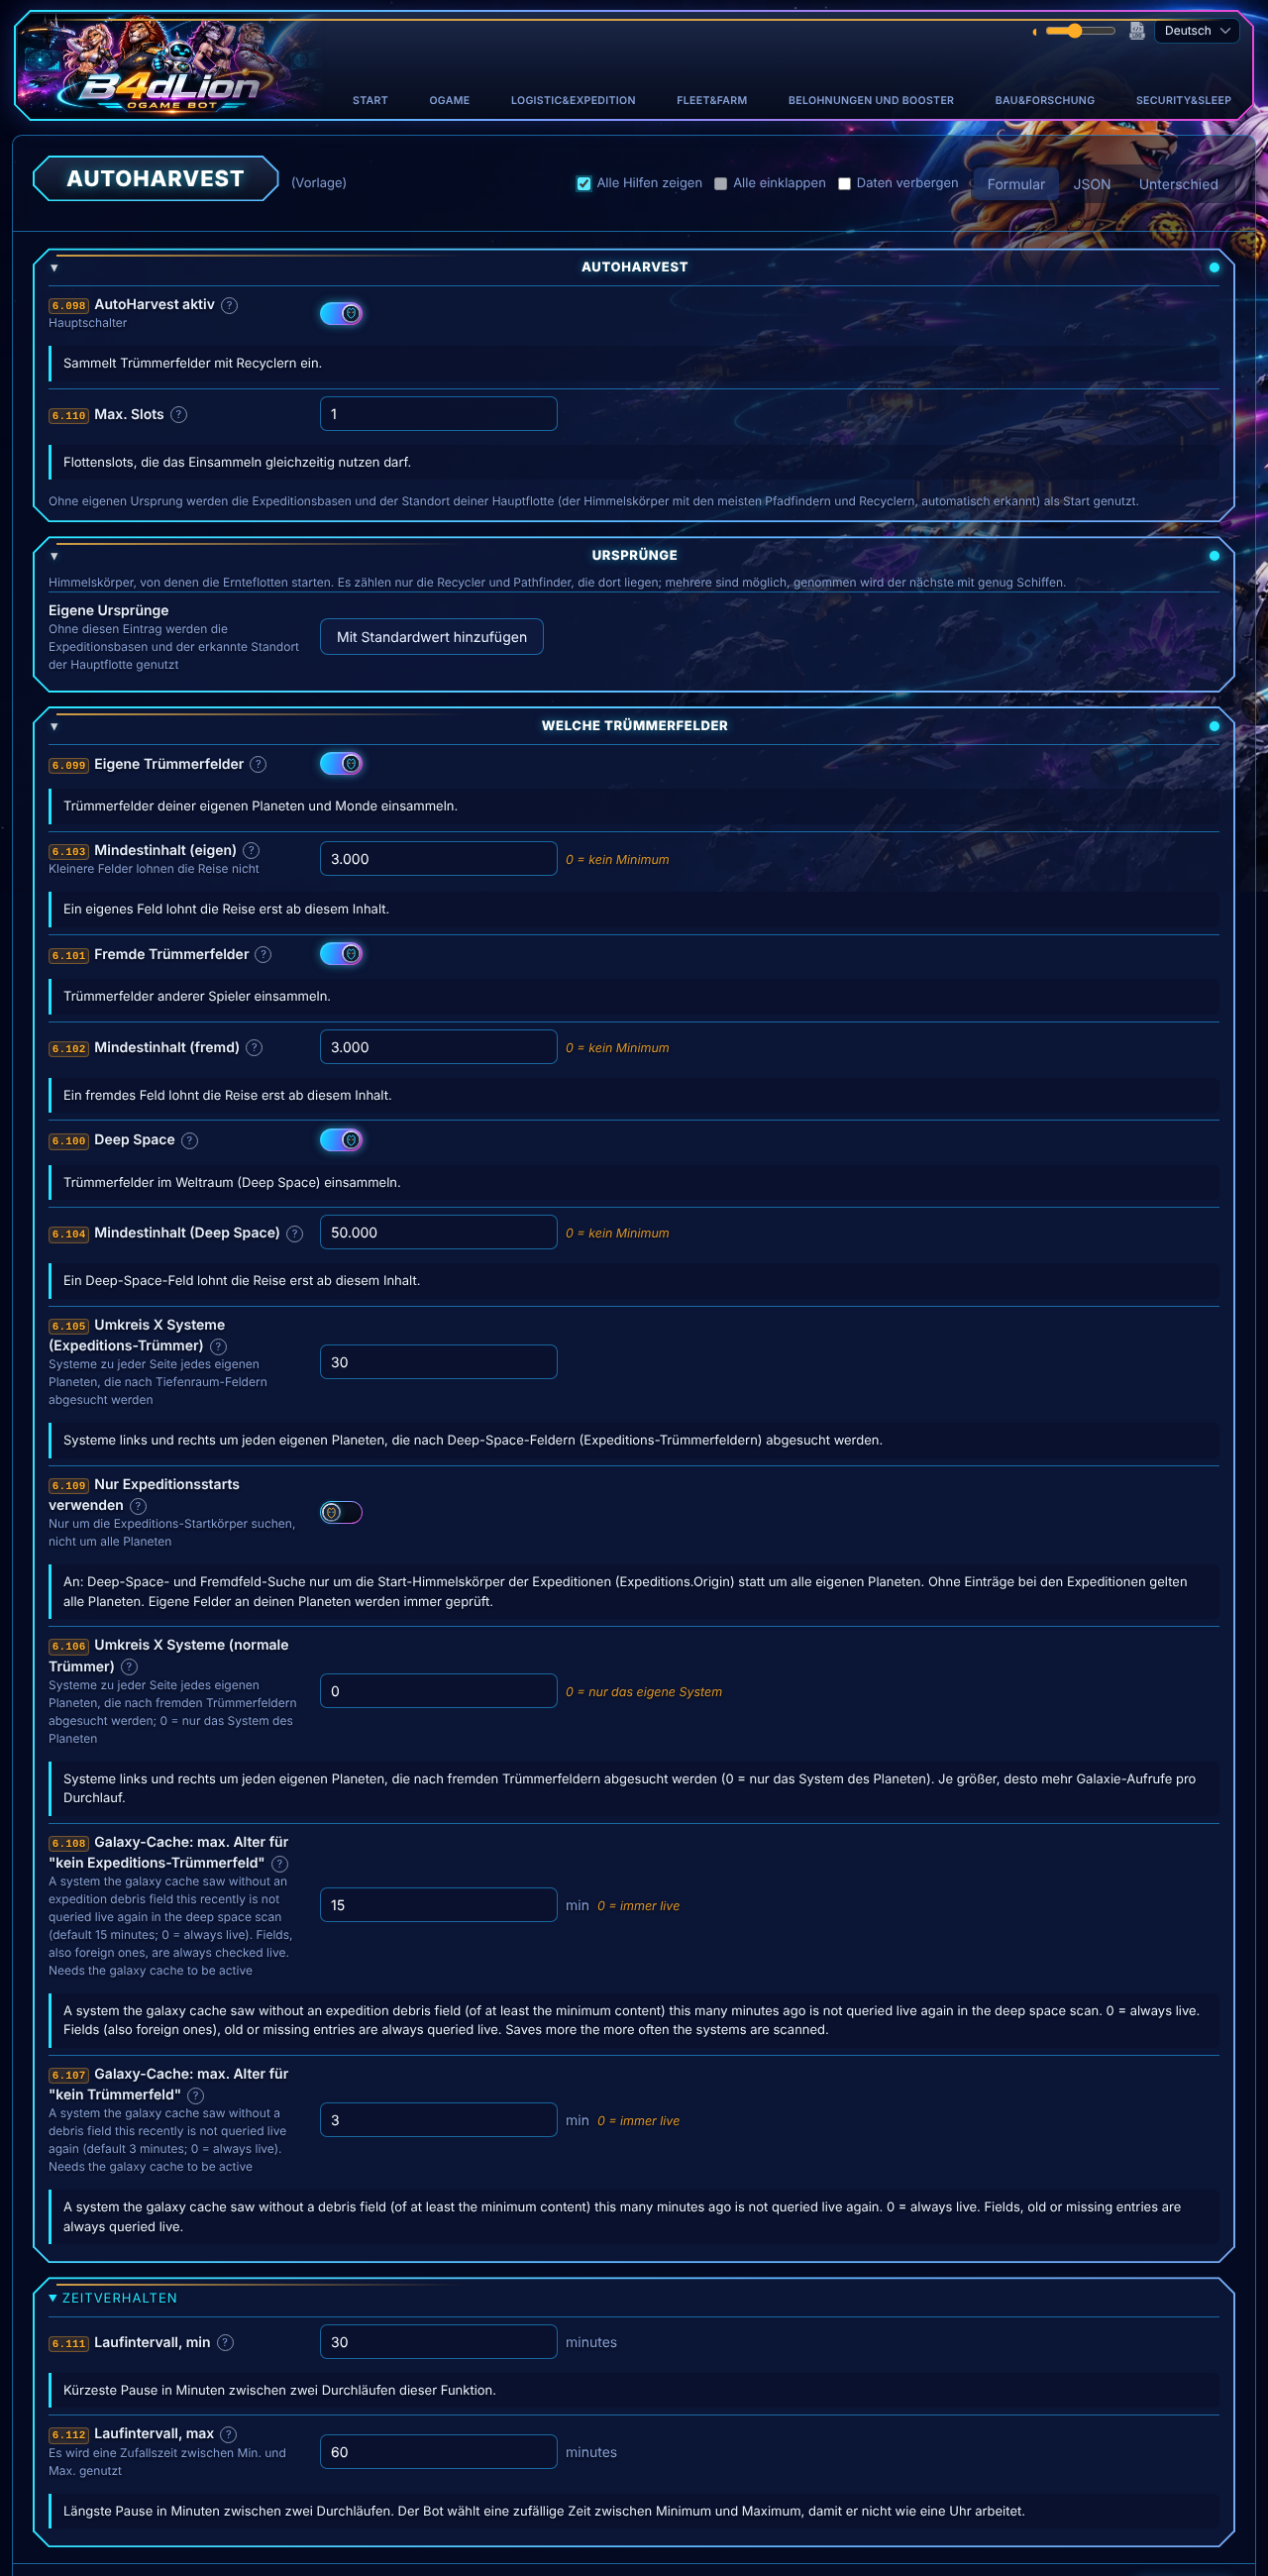 B4dLion
OGAME BOT
Deutsch
START
OGAME
LOGISTIC&EXPEDITION
FLEET&FARM
BELOHNUNGEN UND BOOSTER
BAU&FORSCHUNG
SECURITY&SLEEP
AUTOHARVEST
(Vorlage)
Alle Hilfen zeigen
Alle einklappen
Daten verbergen
Formular
JSON
Unterschied
AUTOHARVEST
6.098 AutoHarvest aktiv ?
Hauptschalter
Sammelt Trümmerfelder mit Recyclern ein.
6.110 Max. Slots ?
1
Flottenslots, die das Einsammeln gleichzeitig nutzen darf.
Ohne eigenen Ursprung werden die Expeditionsbasen und der Standort deiner Hauptflotte (der Himmelskörper mit den meisten Pfadfindern und Recyclern, automatisch erkannt) als Start genutzt.
URSPRÜNGE
Himmelskörper, von denen die Ernteflotten starten. Es zählen nur die Recycler und Pathfinder, die dort liegen; mehrere sind möglich, genommen wird der nächste mit genug Schiffen.
Eigene Ursprünge
Ohne diesen Eintrag werden die
Expeditionsbasen und der erkannte Standort
der Hauptflotte genutzt
Mit Standardwert hinzufügen
WELCHE TRÜMMERFELDER
6.099 Eigene Trümmerfelder ?
Trümmerfelder deiner eigenen Planeten und Monde einsammeln.
6.103 Mindestinhalt (eigen) ?
Kleinere Felder lohnen die Reise nicht
3.000
0 = kein Minimum
Ein eigenes Feld lohnt die Reise erst ab diesem Inhalt.
6.101 Fremde Trümmerfelder ?
Trümmerfelder anderer Spieler einsammeln.
6.102 Mindestinhalt (fremd) ?
3.000
0 = kein Minimum
Ein fremdes Feld lohnt die Reise erst ab diesem Inhalt.
6.100 Deep Space ?
Trümmerfelder im Weltraum (Deep Space) einsammeln.
6.104 Mindestinhalt (Deep Space) ?
50.000
0 = kein Minimum
Ein Deep-Space-Feld lohnt die Reise erst ab diesem Inhalt.
6.105 Umkreis X Systeme
(Expeditions-Trümmer) ?
Systeme zu jeder Seite jedes eigenen
Planeten, die nach Tiefenraum-Feldern
abgesucht werden
30
Systeme links und rechts um jeden eigenen Planeten, die nach Deep-Space-Feldern (Expeditions-Trümmerfeldern) abgesucht werden.
6.109 Nur Expeditionsstarts
verwenden ?
Nur um die Expeditions-Startkörper suchen,
nicht um alle Planeten
An: Deep-Space- und Fremdfeld-Suche nur um die Start-Himmelskörper der Expeditionen (Expeditions.Origin) statt um alle eigenen Planeten. Ohne Einträge bei den Expeditionen gelten
alle Planeten. Eigene Felder an deinen Planeten werden immer geprüft.
6.106 Umkreis X Systeme (normale
Trümmer) ?
Systeme zu jeder Seite jedes eigenen
Planeten, die nach fremden Trümmerfeldern
abgesucht werden; 0 = nur das System des
Planeten
0
0 = nur das eigene System
Systeme links und rechts um jeden eigenen Planeten, die nach fremden Trümmerfeldern abgesucht werden (0 = nur das System des Planeten). Je größer, desto mehr Galaxie-Aufrufe pro
Durchlauf.
6.108 Galaxy-Cache: max. Alter für
"kein Expeditions-Trümmerfeld" ?
A system the galaxy cache saw without an
expedition debris field this recently is not
queried live again in the deep space scan
(default 15 minutes; 0 = always live). Fields,
also foreign ones, are always checked live.
Needs the galaxy cache to be active
15
min 0 = immer live
A system the galaxy cache saw without an expedition debris field (of at least the minimum content) this many minutes ago is not queried live again in the deep space scan. 0 = always live.
Fields (also foreign ones), old or missing entries are always queried live. Saves more the more often the systems are scanned.
6.107 Galaxy-Cache: max. Alter für
"kein Trümmerfeld" ?
A system the galaxy cache saw without a
debris field this recently is not queried live
again (default 3 minutes; 0 = always live).
Needs the galaxy cache to be active
3
min 0 = immer live
A system the galaxy cache saw without a debris field (of at least the minimum content) this many minutes ago is not queried live again. 0 = always live. Fields, old or missing entries are
always queried live.
ZEITVERHALTEN
6.111 Laufintervall, min ?
30
minutes
Kürzeste Pause in Minuten zwischen zwei Durchläufen dieser Funktion.
6.112 Laufintervall, max ?
Es wird eine Zufallszeit zwischen Min. und
Max. genutzt
60
minutes
Längste Pause in Minuten zwischen zwei Durchläufen. Der Bot wählt eine zufällige Zeit zwischen Minimum und Maximum, damit er nicht wie eine Uhr arbeitet.